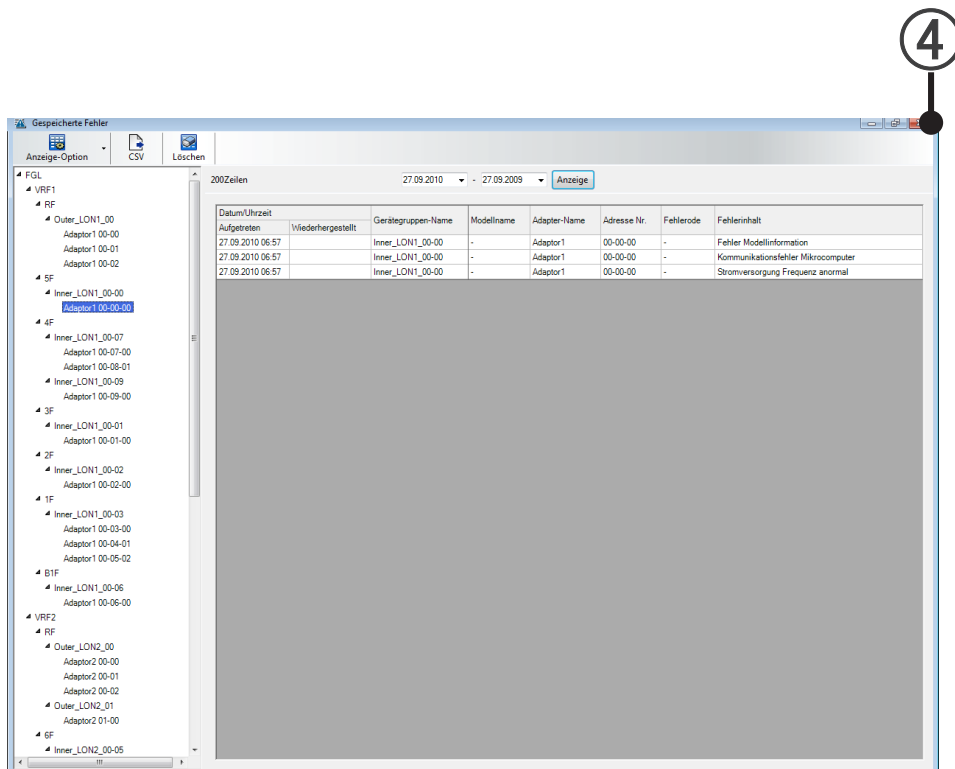 4
Gespeicherte Fehler
Anzeige-Option CSV Löschen
FGL
VRF1
RF
Outer_LON1_00
Adaptor1 00-00
Adaptor1 00-01
Adaptor1 00-02
5F
Inner_LON1_00-00
Adaptor1 00-00-00
4F
Inner_LON1_00-07
Adaptor1 00-07-00
Adaptor1 00-08-01
Inner_LON1_00-09
Adaptor1 00-09-00
3F
Inner_LON1_00-01
Adaptor1 00-01-00
2F
Inner_LON1_00-02
Adaptor1 00-02-00
1F
Inner_LON1_00-03
Adaptor1 00-03-00
Adaptor1 00-04-01
Adaptor1 00-05-02
B1F
Inner_LON1_00-06
Adaptor1 00-06-00
VRF2
RF
Outer_LON2_00
Adaptor2 00-00
Adaptor2 00-01
Adaptor2 00-02
Outer_LON2_01
Adaptor2 01-00
6F
Inner_LON2_00-05
200Zeilen 27.09.2010 - 27.09.2009 Anzeige
Datum/Uhrzeit Gerätegruppen-Name Modellname Adapter-Name Adresse Nr. Fehlerode Fehlerinhalt
Aufgetreten Wiederhergestellt
27.09.2010 06:57 Inner_LON1_00-00 - Adaptor1 00-00-00 - Fehler Modellinformation
27.09.2010 06:57 Inner_LON1_00-00 - Adaptor1 00-00-00 - Kommunikationsfehler Mikrocomputer
27.09.2010 06:57 Inner_LON1_00-00 - Adaptor1 00-00-00 - Stromversorgung Frequenz anormal